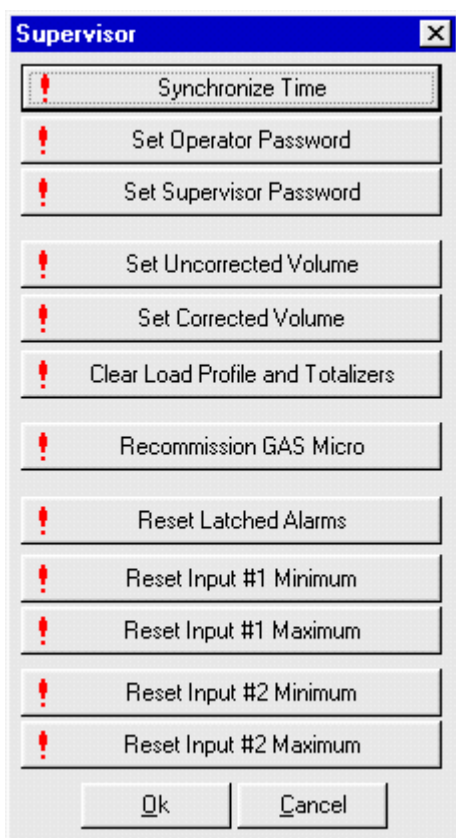 Supervisor
Synchronize Time
Set Operator Password
Set Supervisor Password
Set Uncorrected Volume
Set Corrected Volume
Clear Load Profile and Totalizers
Recommission GAS Micro
Reset Latched Alarms
Reset Input #1 Minimum
Reset Input #1 Maximum
Reset Input #2 Minimum
Reset Input #2 Maximum
Ok Cancel